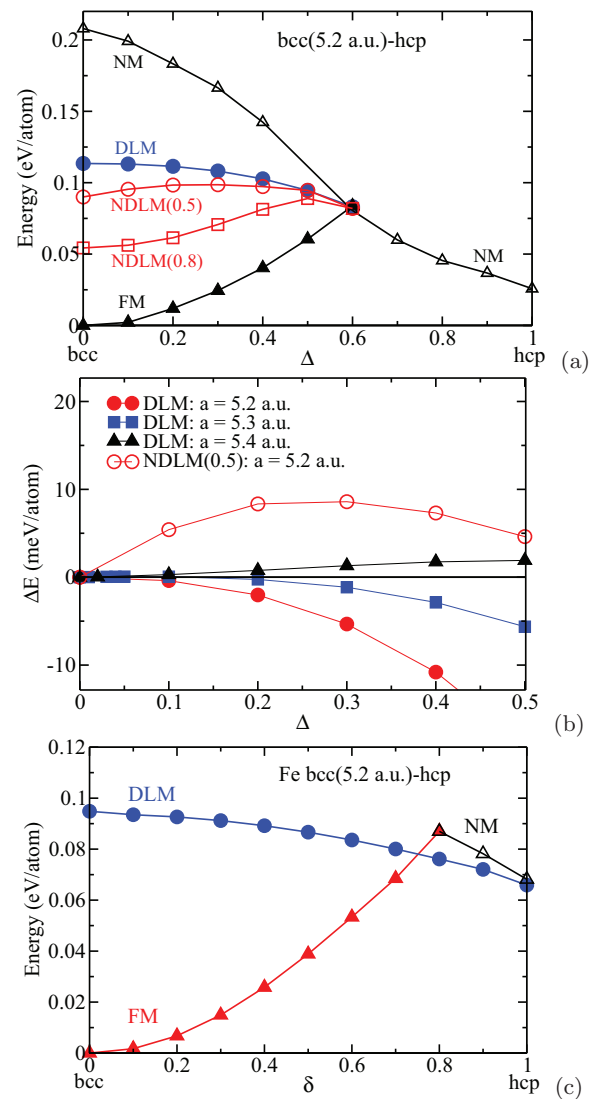 bcc(5.2 a.u.)-hcp
Energy (eV/atom)
0.2
0.15
0.1
0.05
0
NM
DLM
NDLM(0.5)
NDLM(0.8)
FM
NM
0 0.2 0.4 0.6 0.8 1
bcc Δ hcp
(a)
DLM: a = 5.2 a.u.
DLM: a = 5.3 a.u.
DLM: a = 5.4 a.u.
NDLM(0.5): a = 5.2 a.u.
ΔE (meV/atom)
20
10
0
-10
0 0.1 0.2 0.3 0.4 0.5
Δ
(b)
Fe bcc(5.2 a.u.)-hcp
Energy (eV/atom)
0.12
0.1
0.08
0.06
0.04
0.02
0
DLM
NM
FM
0 0.2 0.4 0.6 0.8 1
bcc δ hcp
(c)